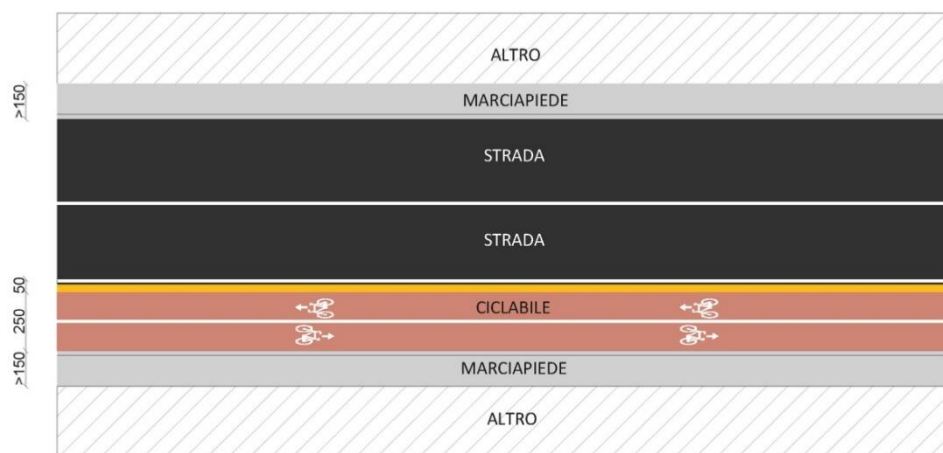 ALTRO
>150
MARCIAPIEDE
STRADA
STRADA
50
250
CICLABILE
>150
MARCIAPIEDE
ALTRO